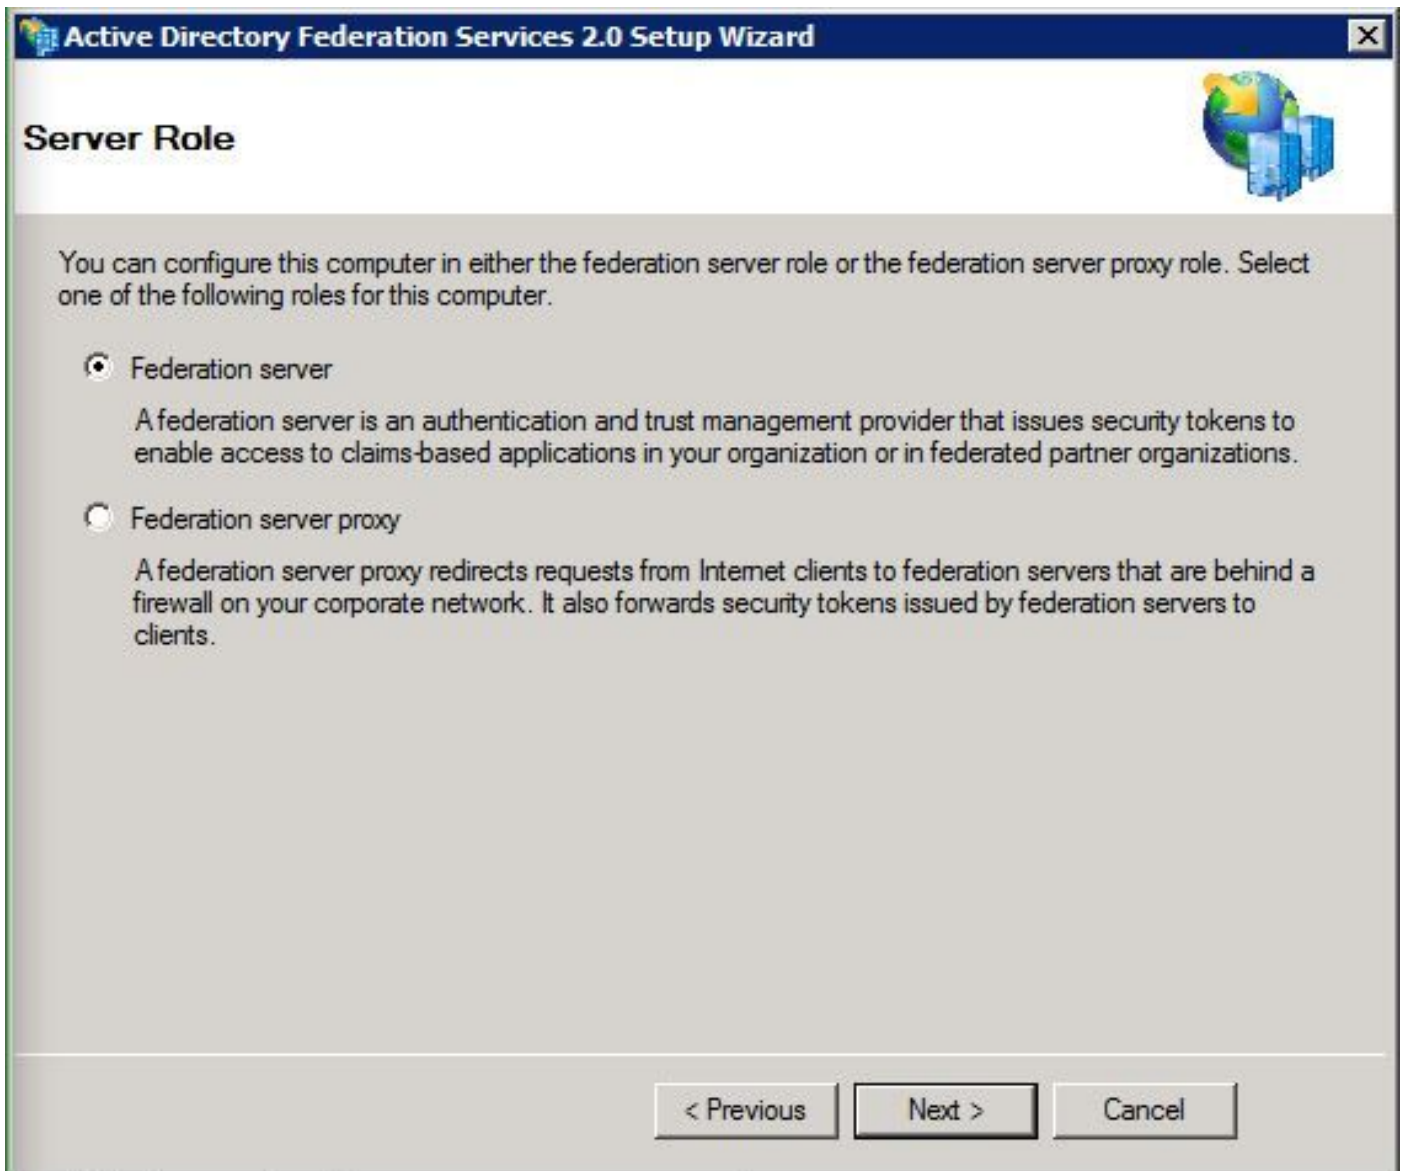 Active Directory Federation Services 2.0 Setup Wizard
Server Role
You can configure this computer in either the federation server role or the federation server proxy role. Select
one of the following roles for this computer.
Federation server
A federation server is an authentication and trust management provider that issues security tokens to
enable access to claims-based applications in your organization or in federated partner organizations.
Federation server proxy
A federation server proxy redirects requests from Internet clients to federation servers that are behind a
firewall on your corporate network. It also forwards security tokens issued by federation servers to
clients.
< Previous
Next >
Cancel